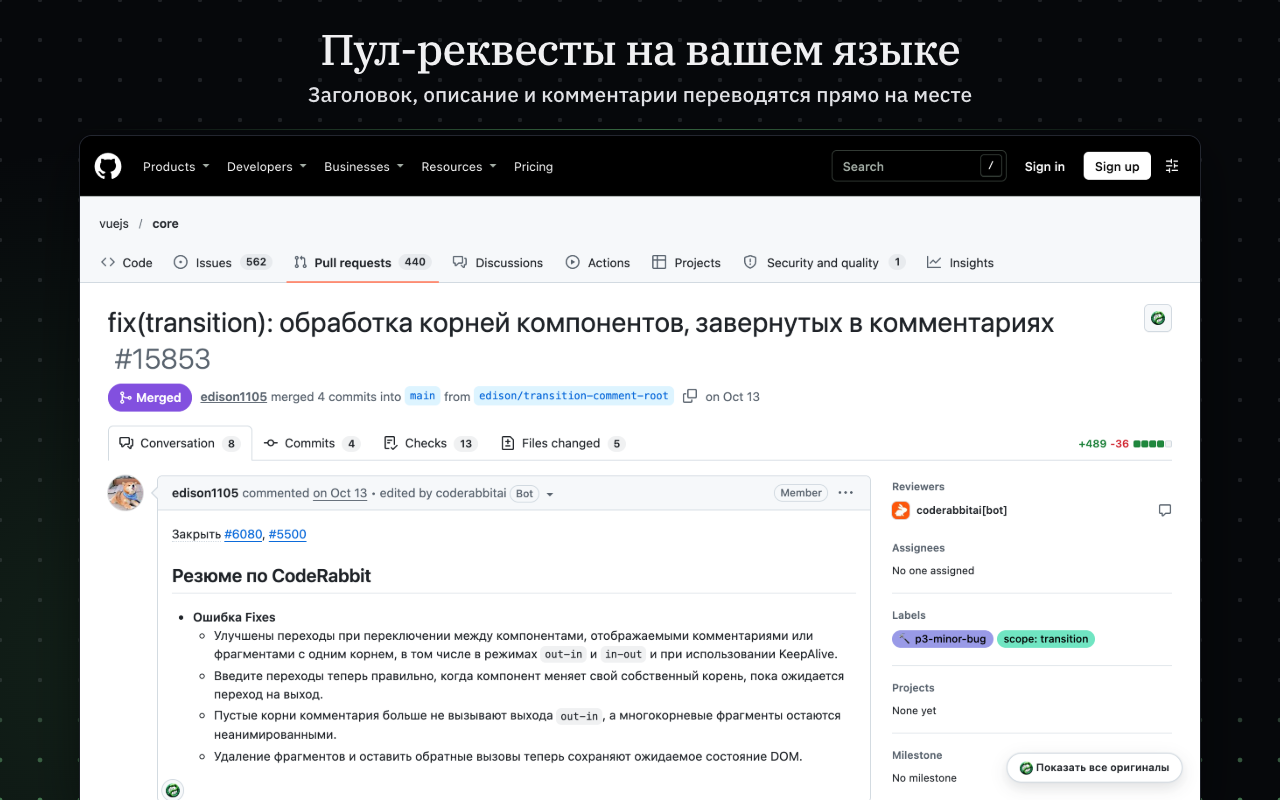 Пул-реквесты на вашем языке
Заголовок, описание и комментарии переводятся прямо на месте
Products Developers Businesses Resources Pricing Search / Sign in Sign up
vuejs / core
Code Issues 562 Pull requests 440 Discussions Actions Projects Security and quality 1 Insights
fix(transition): обработка корней компонентов, завернутых в комментариях
#15853
Merged edison1105 merged 4 commits into main from edison/transition-comment-root on Oct 13
Conversation 8 Commits 4 Checks 13 Files changed 5 +489 -36
edison1105 commented on Oct 13 • edited by coderabbitai Bot Member
Закрыть #6080, #5500
Резюме по CodeRabbit
Ошибка Fixes
Улучшены переходы при переключении между компонентами, отображаемыми комментариями или
фрагментами с одним корнем, в том числе в режимах out-in и in-out и при использовании KeepAlive.
Введите переходы теперь правильно, когда компонент меняет свой собственный корень, пока ожидается
переход на выход.
Пустые корни комментария больше не вызывают выхода out-in, а многокорневые фрагменты остаются
неанимированными.
Удаление фрагментов и оставить обратные вызовы теперь сохраняют ожидаемое состояние DOM.
Reviewers
coderabbitai[bot]
Assignees
No one assigned
Labels
p3-minor-bug scope: transition
Projects
None yet
Milestone
No milestone
Показать все оригиналы